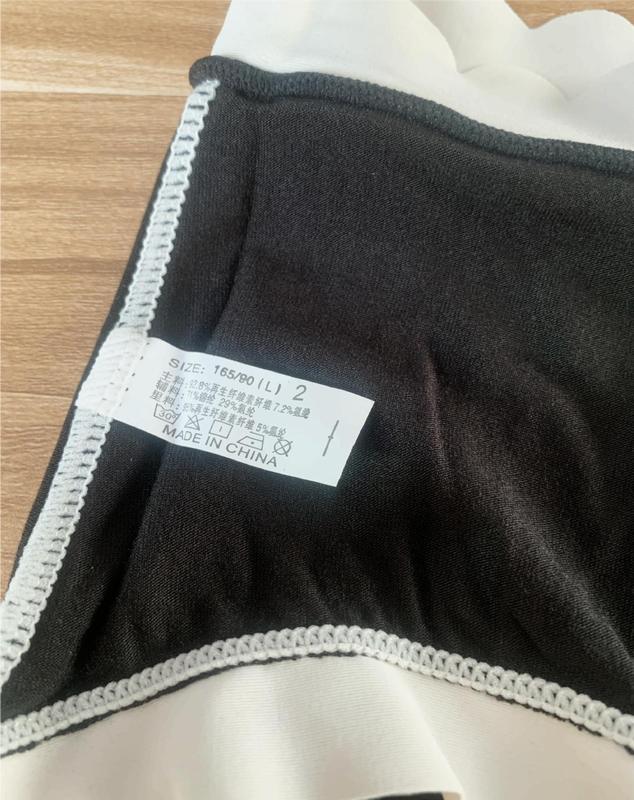 SIZE: 165/90(L) 2
主料:92.8%再生纤维素纤维 7.2%氨纶
辅料:71%锦纶 29%氨纶
里料:95%再生纤维素纤维 5%氨纶
30
MADE IN CHINA